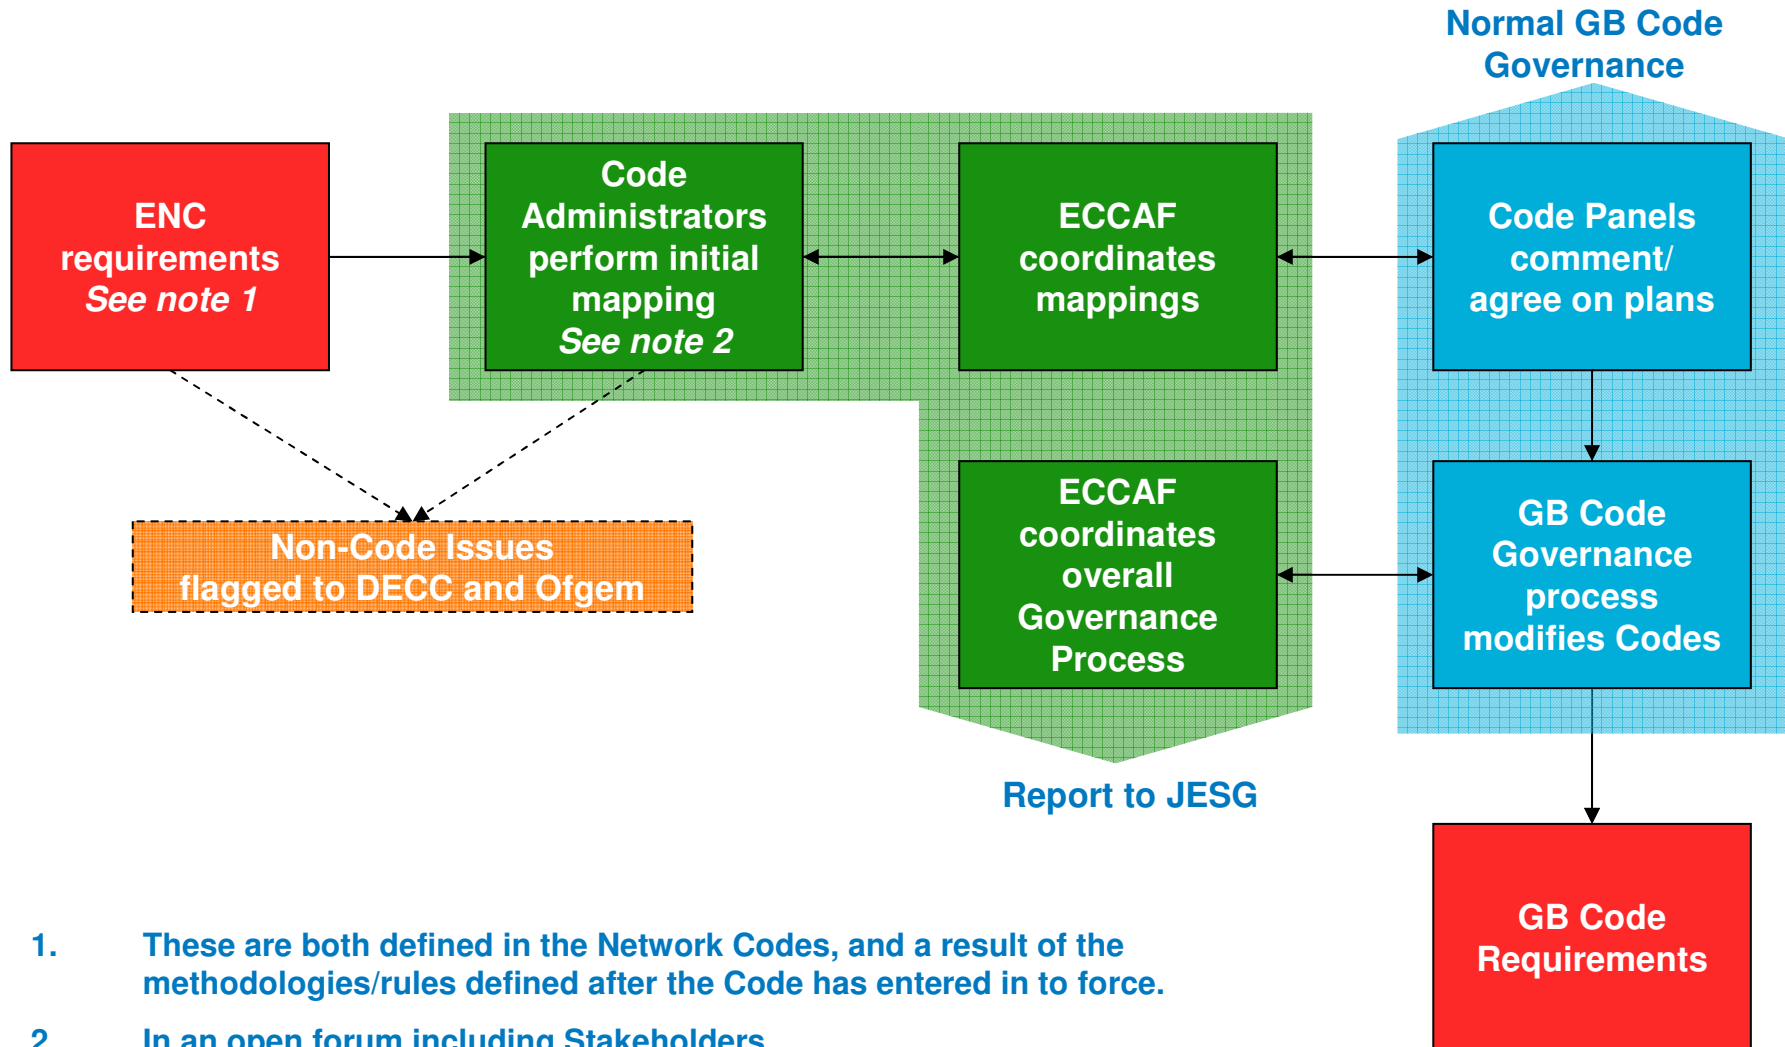 Normal GB Code
Governance
ENC
requirements
See note 1
Code
Administrators
perform initial
mapping
See note 2
ECCAF
coordinates
mappings
Code Panels
comment/
agree on plans
Non-Code Issues
flagged to DECC and Ofgem
ECCAF
coordinates
overall
Governance
Process
GB Code
Governance
process
modifies Codes
Report to JESG
GB Code
Requirements
1. These are both defined in the Network Codes, and a result of the
methodologies/rules defined after the Code has entered in to force.
2 In an open forum including Stakeholders